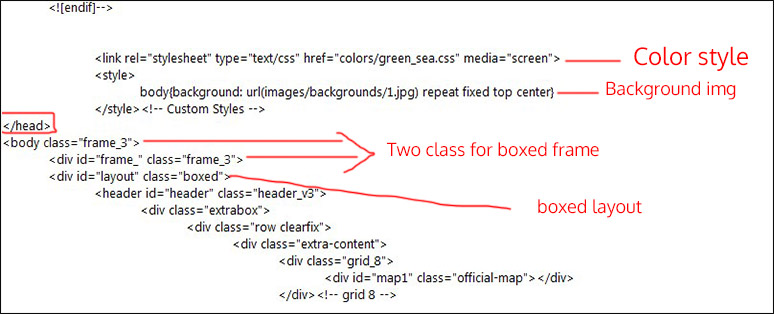 <![endif]-->
<link rel="stylesheet" type="text/css" href="colors/green_sea.css" media="screen"> Color style
<style>
body{background: url(images/backgrounds/1.jpg) repeat fixed top center} Background img
</style><!-- Custom Styles -->
</head>
<body class="frame_3">
<div id="frame_" class="frame_3"> Two class for boxed frame
<div id="layout" class="boxed">
<header id="header" class="header_v3"> boxed layout
<div class="extrabox">
<div class="row clearfix">
<div class="extra-content">
<div class="grid_8">
<div id="map1" class="official-map"></div>
</div><!-- grid 8 -->